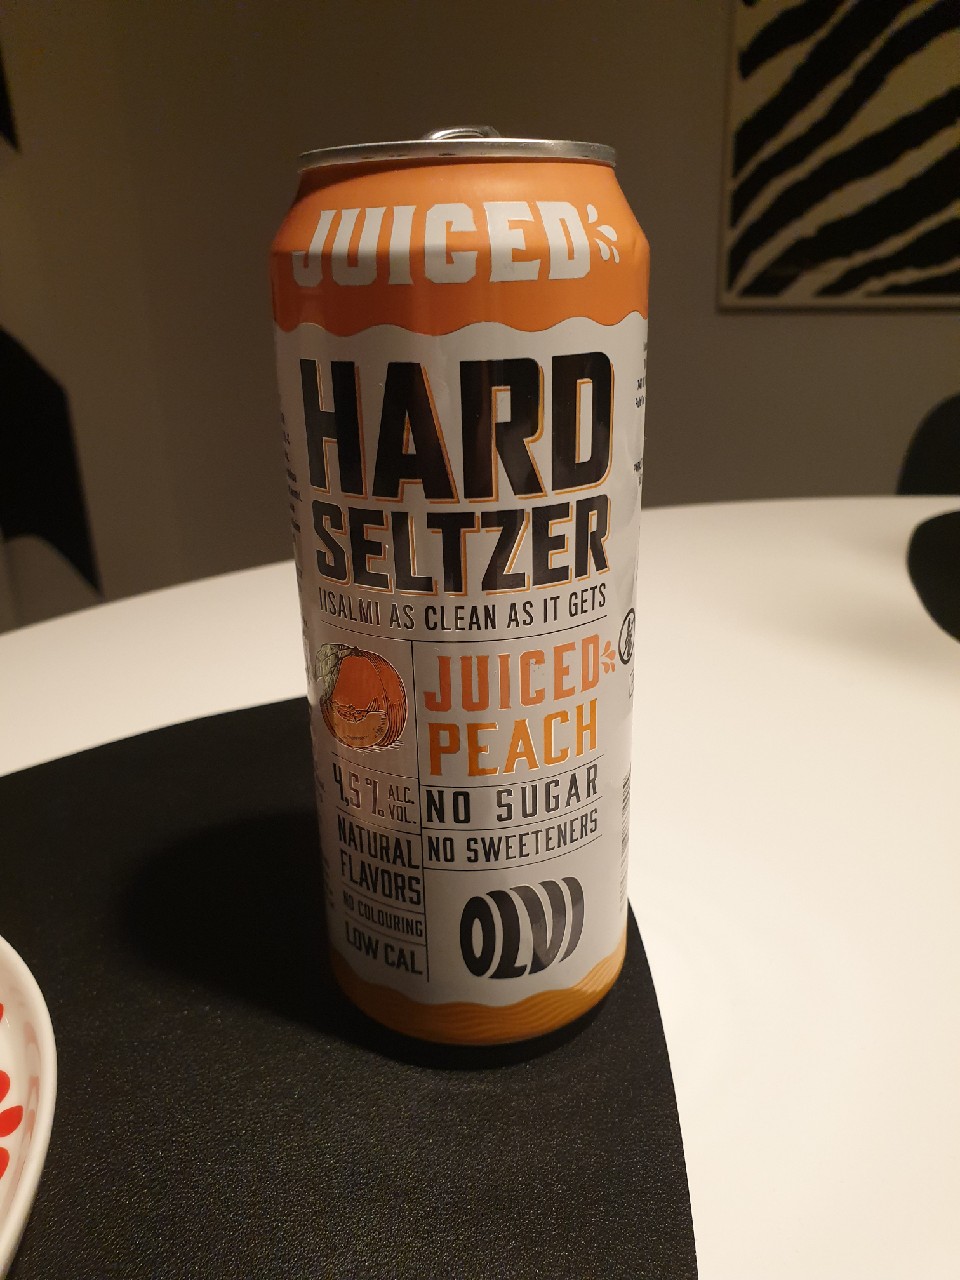 JUICED
HARD
SELTZER
IISALMI AS CLEAN AS IT GETS
JUICED
PEACH
4,5% ALC. VOL.
NO SUGAR
NO SWEETENERS
NATURAL
FLAVORS
NO COLOURING
LOW CAL
OLVI